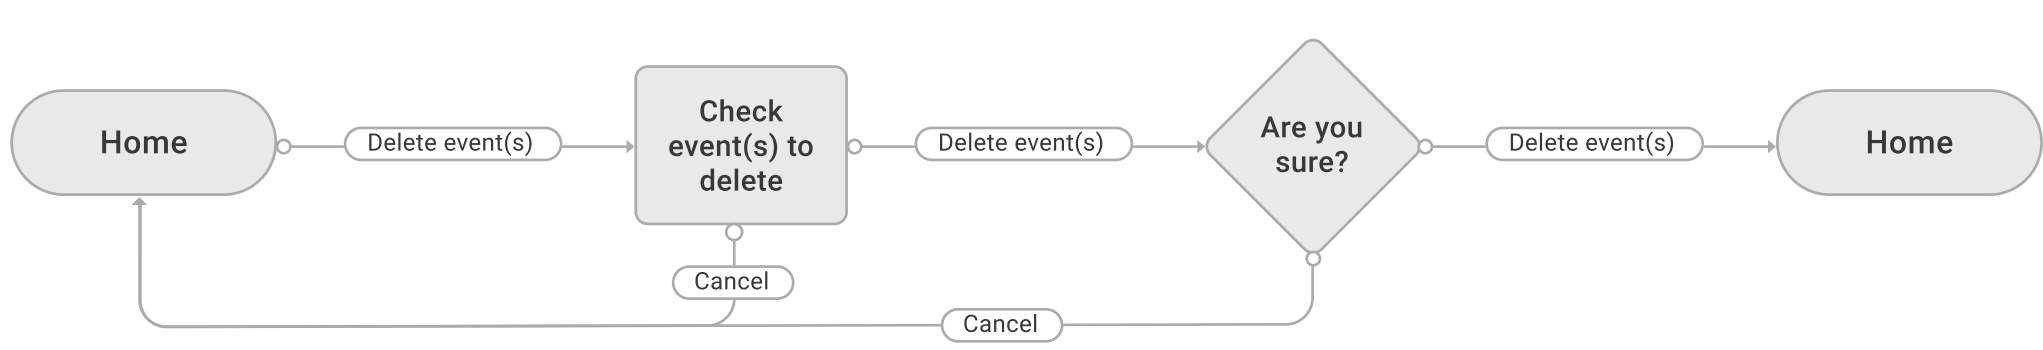 Home
Delete event(s)
Check
event(s) to
delete
Delete event(s)
Are you
sure?
Delete event(s)
Home
Cancel
Cancel